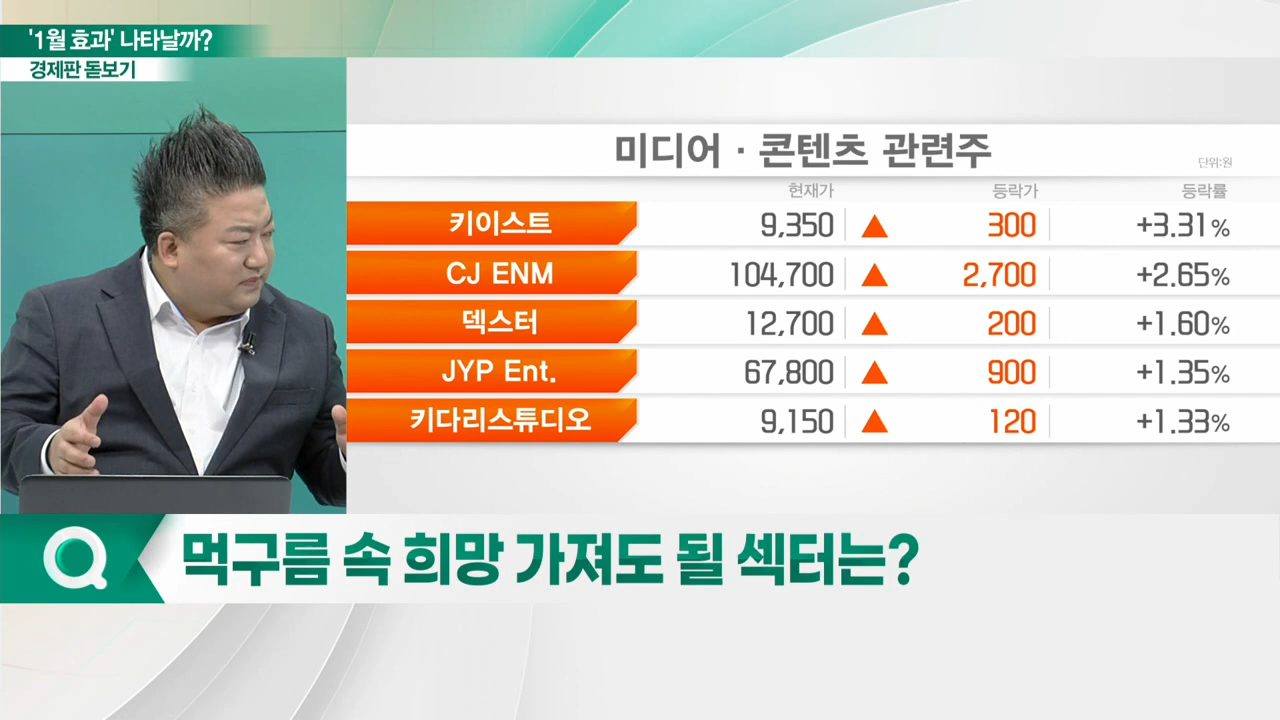 '1월 효과' 나타날까?
경제판 돋보기
미디어 · 콘텐츠 관련주
단위:원
현재가 등락가 등락률
키이스트 9,350 ▲ 300 +3.31%
CJ ENM 104,700 ▲ 2,700 +2.65%
덱스터 12,700 ▲ 200 +1.60%
JYP Ent. 67,800 ▲ 900 +1.35%
키다리스튜디오 9,150 ▲ 120 +1.33%
Q 먹구름 속 희망 가져도 될 섹터는?